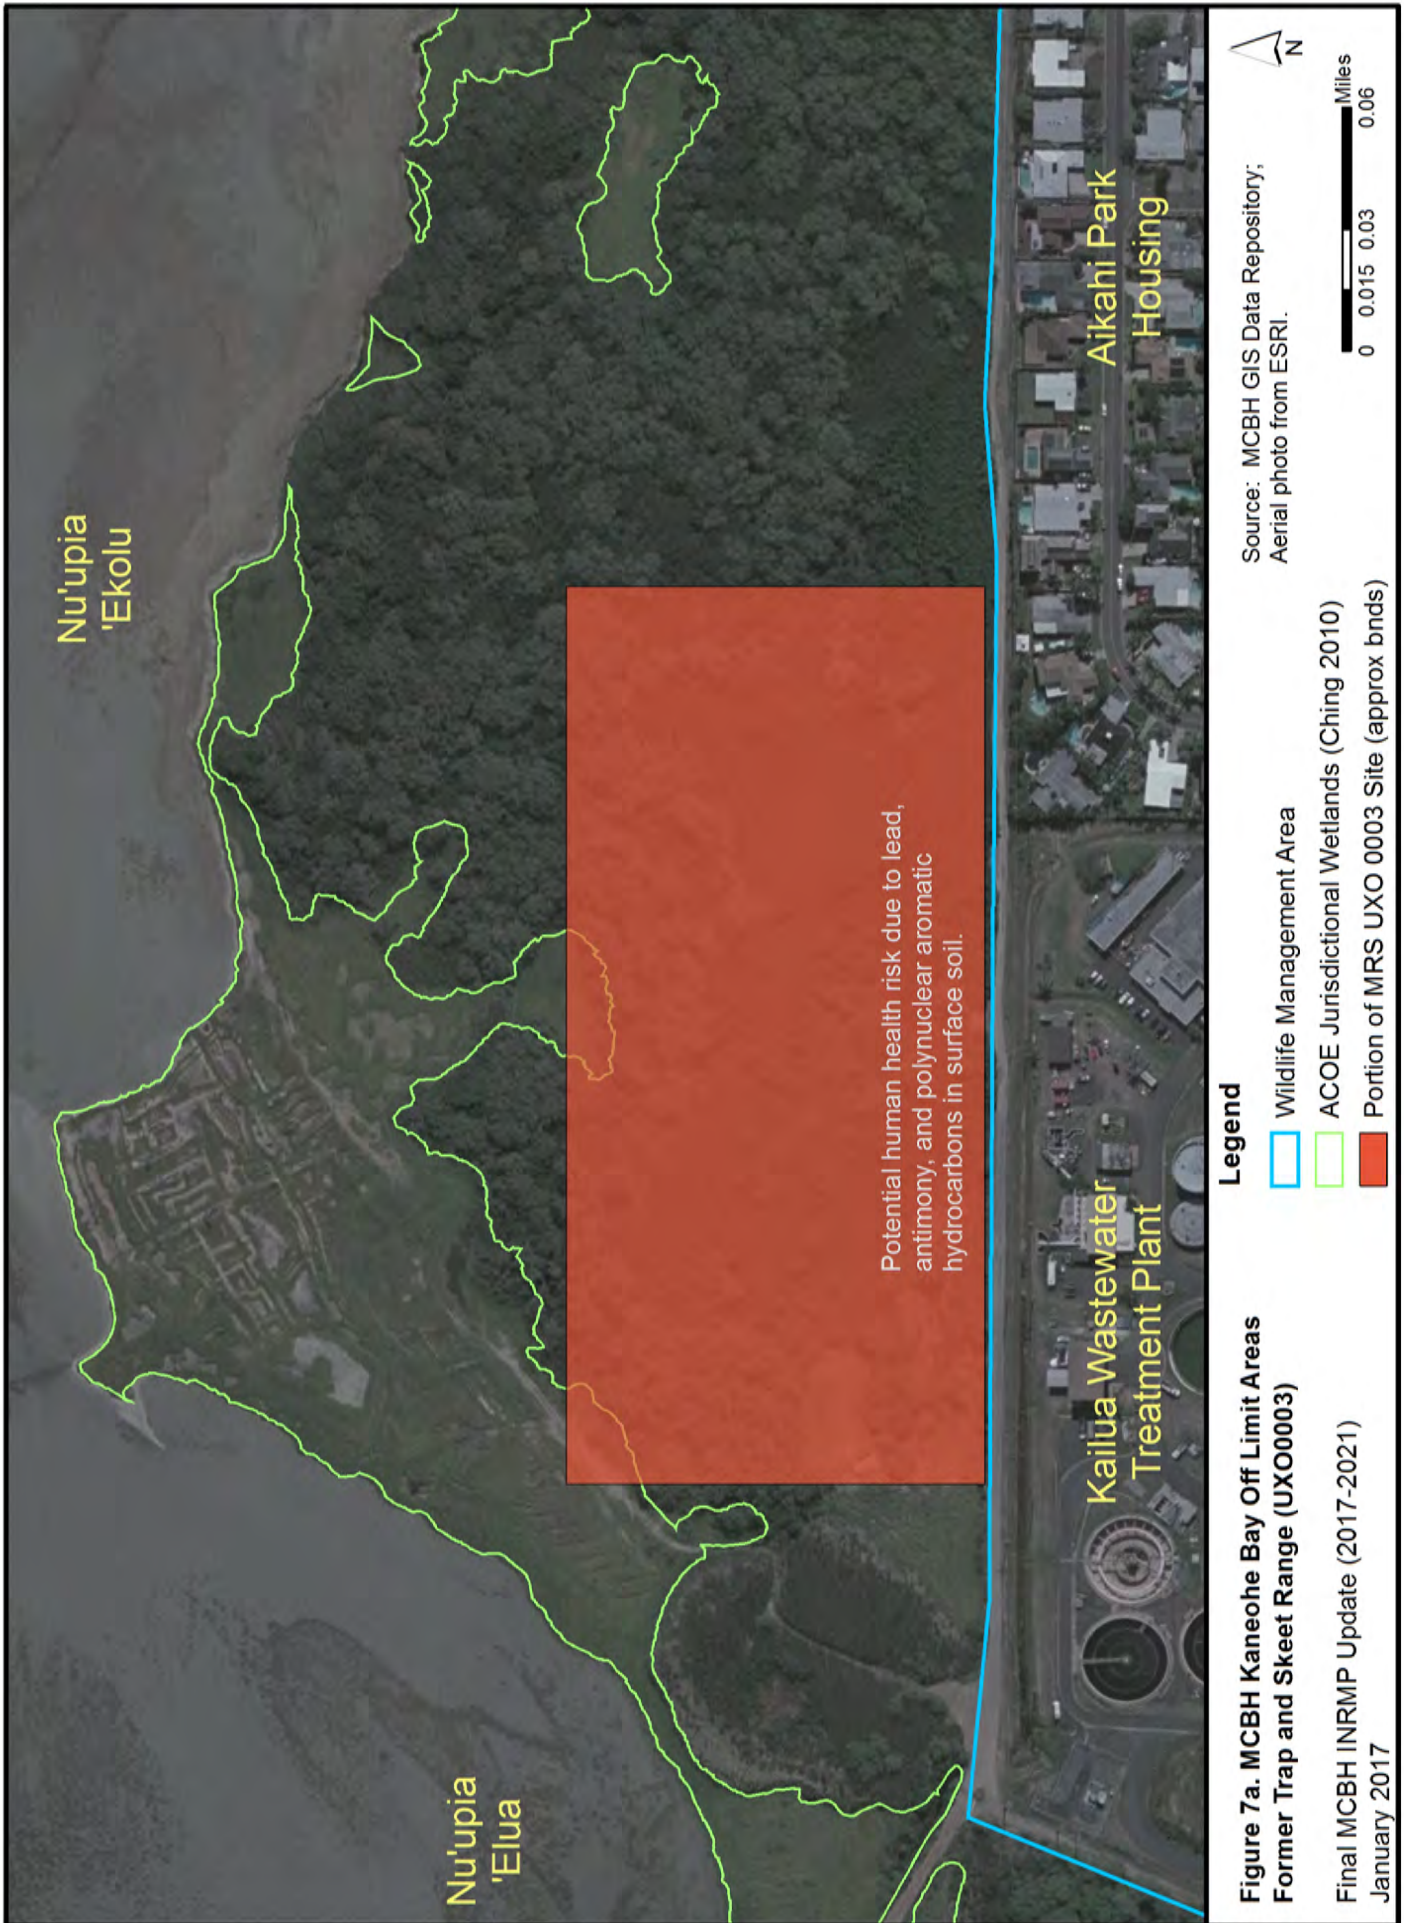 Nu'upia
'Ekolu
Nu'upia
'Elua
Potential human health risk due to lead,
antimony, and polynuclear aromatic
hydrocarbons in surface soil.
Kailua Wastewater
Treatment Plant
Aikahi Park
Housing
Figure 7a. MCBH Kaneohe Bay Off Limit Areas
Former Trap and Skeet Range (UXO0003)
Final MCBH INRMP Update (2017-2021)
January 2017
Legend
Wildlife Management Area
ACOE Jurisdictional Wetlands (Ching 2010)
Portion of MRS UXO 0003 Site (approx bnds)
Source: MCBH GIS Data Repository;
Aerial photo from ESRI.
N
0 0.015 0.03 0.06
Miles